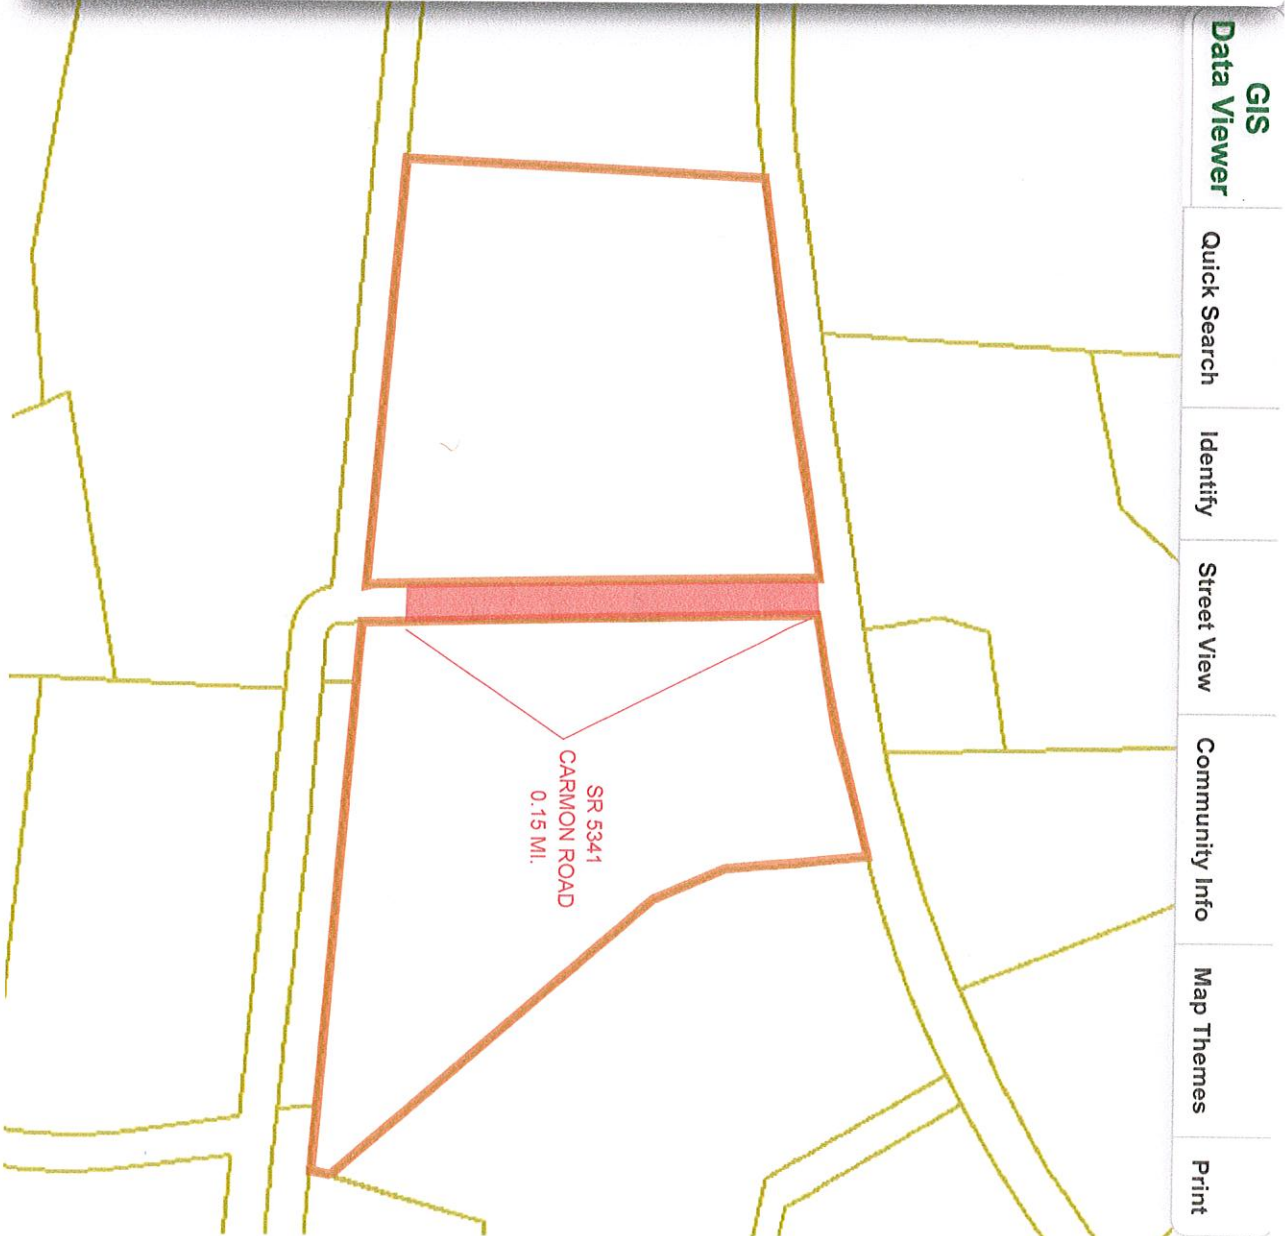 GIS
Data Viewer
Quick Search
Identify
Street View
Community Info
Map Themes
Print
SR 5341
CARMON ROAD
0.15 MI.